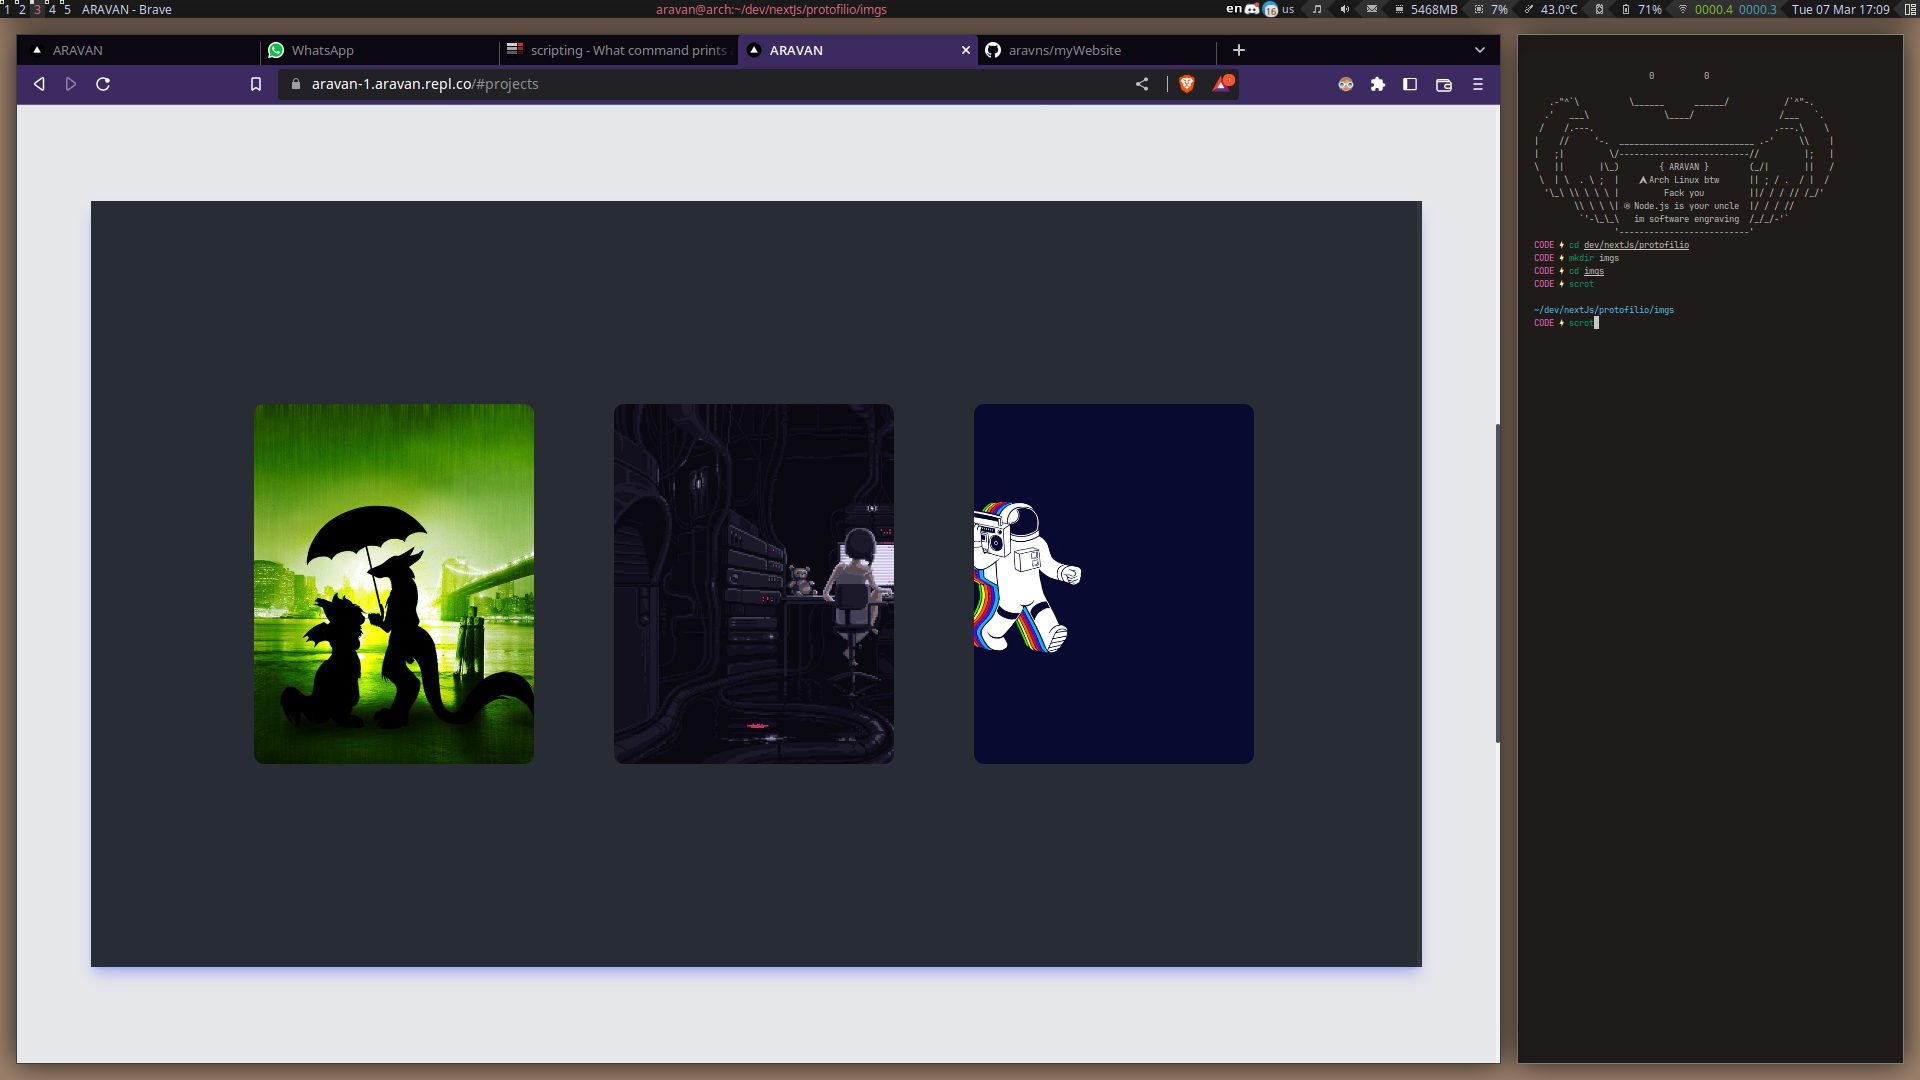 1 2 3 4 5 ARAVAN - Brave
aravan@arch:~/dev/nextJs/protofilio/imgs
en 16 us 5468MB 7% 43.0°C 71% 0000.4 0000.3 Tue 07 Mar 17:09
ARAVAN
WhatsApp
scripting - What command prints
ARAVAN
aravns/myWebsite
aravan-1.aravan.repl.co/#projects
{ ARAVAN }
Arch Linux btw
Fack you
Node.js is your uncle
im software engraving
CODE cd dev/nextJs/protofilio
CODE mkdir imgs
CODE cd imgs
CODE scrot
~/dev/nextJs/protofilio/imgs
CODE scrot